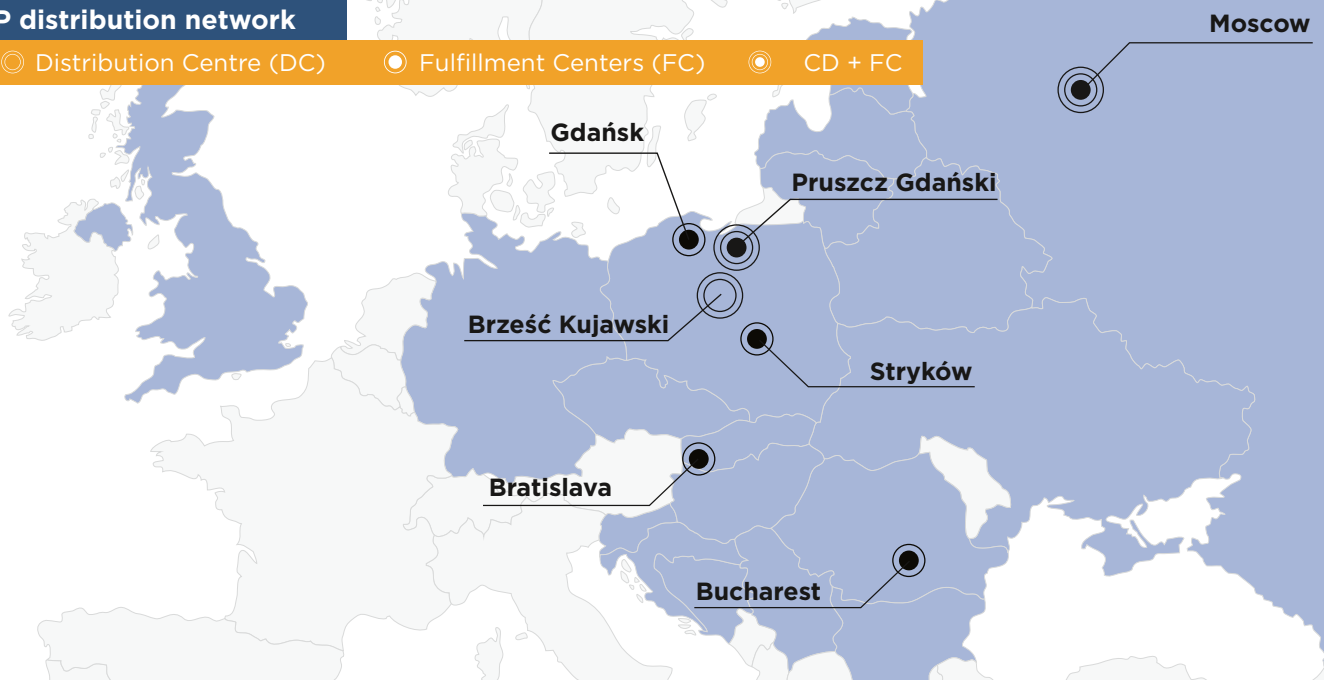 P distribution network
Distribution Centre (DC) Fulfillment Centers (FC) CD + FC
Moscow
Gdańsk
Pruszcz Gdański
Brześć Kujawski
Stryków
Bratislava
Bucharest